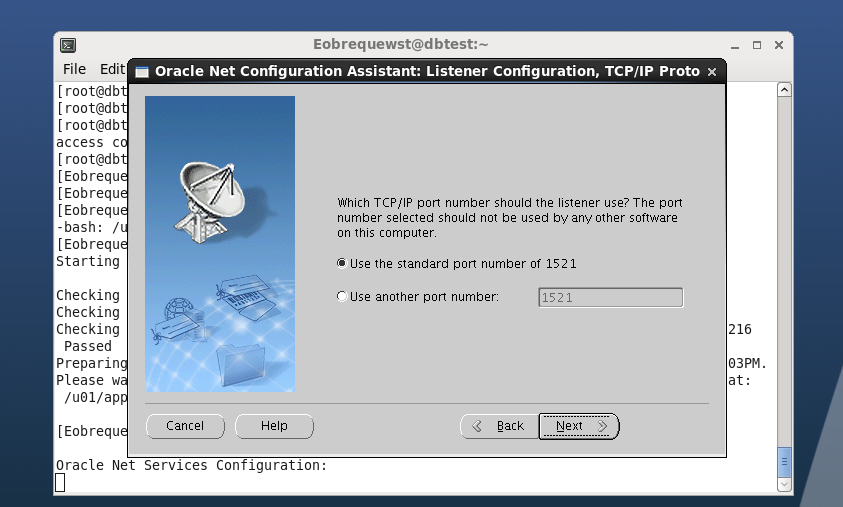 Eobrequewst@dbtest:~
File Edit
Oracle Net Configuration Assistant: Listener Configuration, TCP/IP Proto
[root@dbt
[root@dbt
[root@dbt
access co
[root@dbt
[Eobreque
[Eobreque
[Eobreque
-bash: /u
[Eobreque
Starting
Checking
Checking
Checking 216
Passed
Preparing 03PM.
Please wa at:
/u01/app
[Eobreque
Oracle Net Services Configuration:
Which TCP/IP port number should the listener use? The port
number selected should not be used by any other software
on this computer.
Use the standard port number of 1521
Use another port number: 1521
Cancel Help Back Next